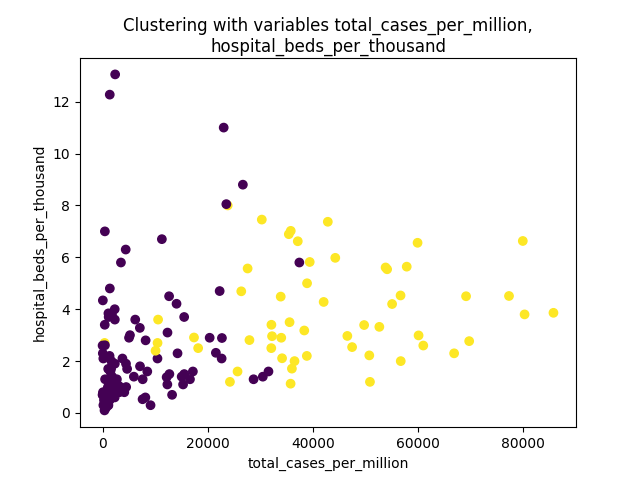 Clustering with variables total_cases_per_million,
hospital_beds_per_thousand
12
10
8
6
4
2
0
hospital_beds_per_thousand
0 20000 40000 60000 80000
total_cases_per_million